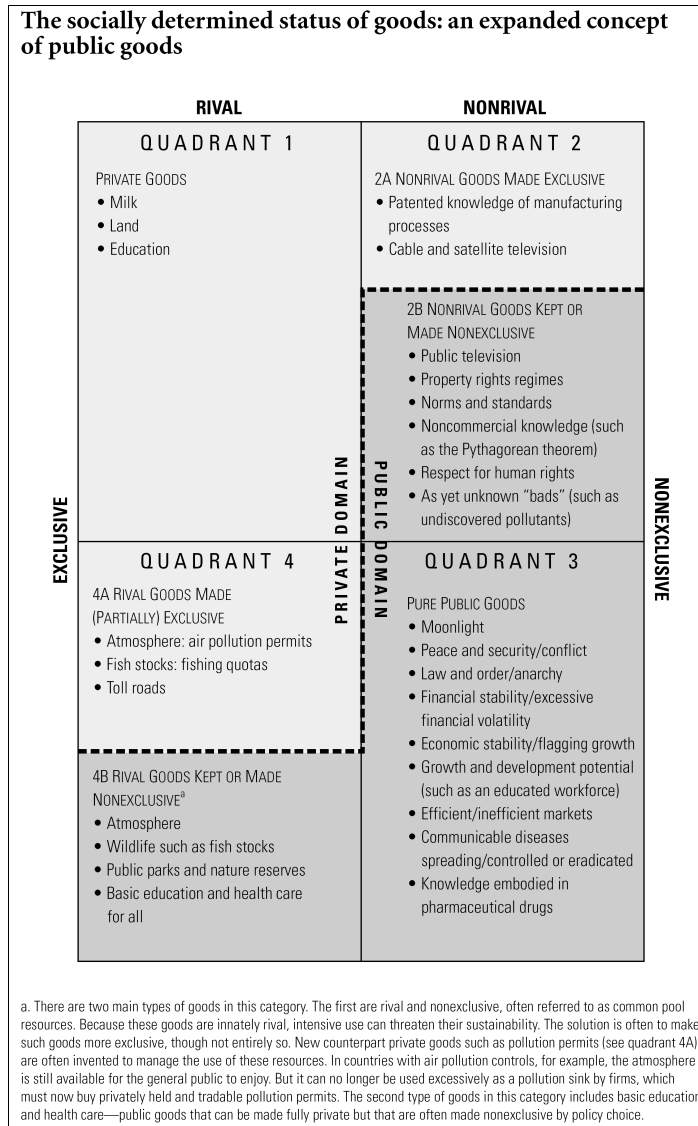 The socially determined status of goods: an expanded concept
of public goods
RIVAL
NONRIVAL
QUADRANT 1
PRIVATE GOODS
• Milk
• Land
• Education
QUADRANT 2
2A NONRIVAL GOODS MADE EXCLUSIVE
• Patented knowledge of manufacturing
processes
• Cable and satellite television
2B NONRIVAL GOODS KEPT OR
MADE NONEXCLUSIVE
• Public television
• Property rights regimes
• Norms and standards
• Noncommercial knowledge (such
as the Pythagorean theorem)
• Respect for human rights
• As yet unknown “bads” (such as
undiscovered pollutants)
EXCLUSIVE
PRIVATE DOMAIN
PUBLIC DOMAIN
NONEXCLUSIVE
QUADRANT 4
4A RIVAL GOODS MADE
(PARTIALLY) EXCLUSIVE
• Atmosphere: air pollution permits
• Fish stocks: fishing quotas
• Toll roads
4B RIVAL GOODS KEPT OR MADE
NONEXCLUSIVEa
• Atmosphere
• Wildlife such as fish stocks
• Public parks and nature reserves
• Basic education and health care
for all
QUADRANT 3
PURE PUBLIC GOODS
• Moonlight
• Peace and security/conflict
• Law and order/anarchy
• Financial stability/excessive
financial volatility
• Economic stability/flagging growth
• Growth and development potential
(such as an educated workforce)
• Efficient/inefficient markets
• Communicable diseases
spreading/controlled or eradicated
• Knowledge embodied in
pharmaceutical drugs
a. There are two main types of goods in this category. The first are rival and nonexclusive, often referred to as common pool
resources. Because these goods are innately rival, intensive use can threaten their sustainability. The solution is often to make
such goods more exclusive, though not entirely so. New counterpart private goods such as pollution permits (see quadrant 4A)
are often invented to manage the use of these resources. In countries with air pollution controls, for example, the atmosphere
is still available for the general public to enjoy. But it can no longer be used excessively as a pollution sink by firms, which
must now buy privately held and tradable pollution permits. The second type of goods in this category includes basic education
and health care—public goods that can be made fully private but that are often made nonexclusive by policy choice.